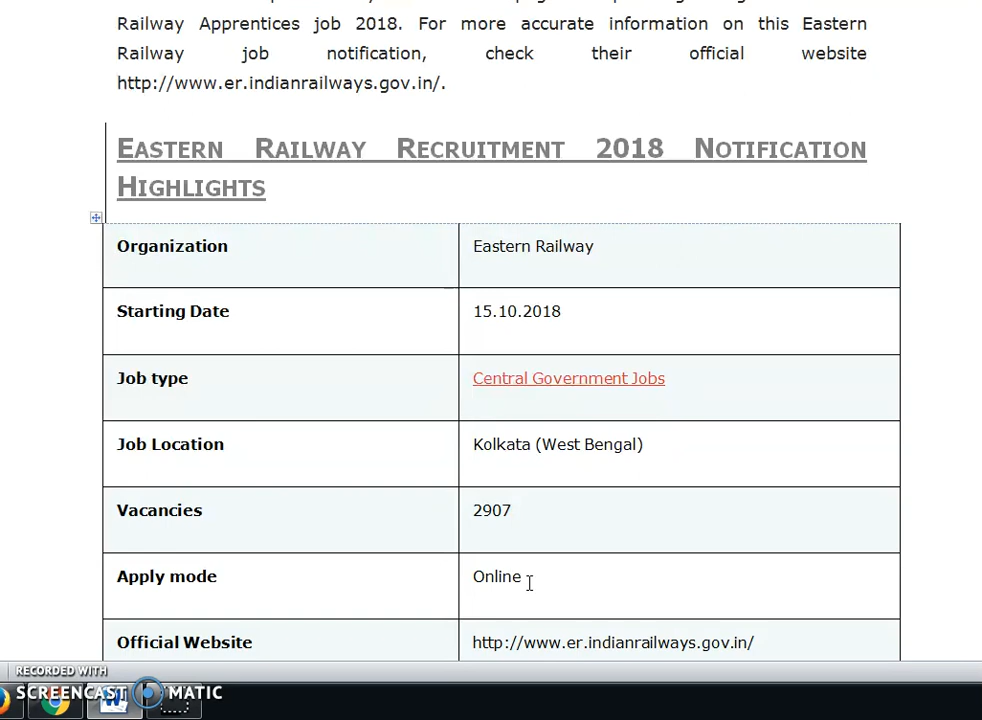 Railway Apprentices job 2018. For more accurate information on this Eastern
Railway job notification, check their official website
http://www.er.indianrailways.gov.in/.
EASTERN RAILWAY RECRUITMENT 2018 NOTIFICATION
HIGHLIGHTS
Organization Eastern Railway
Starting Date 15.10.2018
Job type Central Government Jobs
Job Location Kolkata (West Bengal)
Vacancies 2907
Apply mode Online
Official Website http://www.er.indianrailways.gov.in/
RECORDED WITH
SCREENCAST MATIC